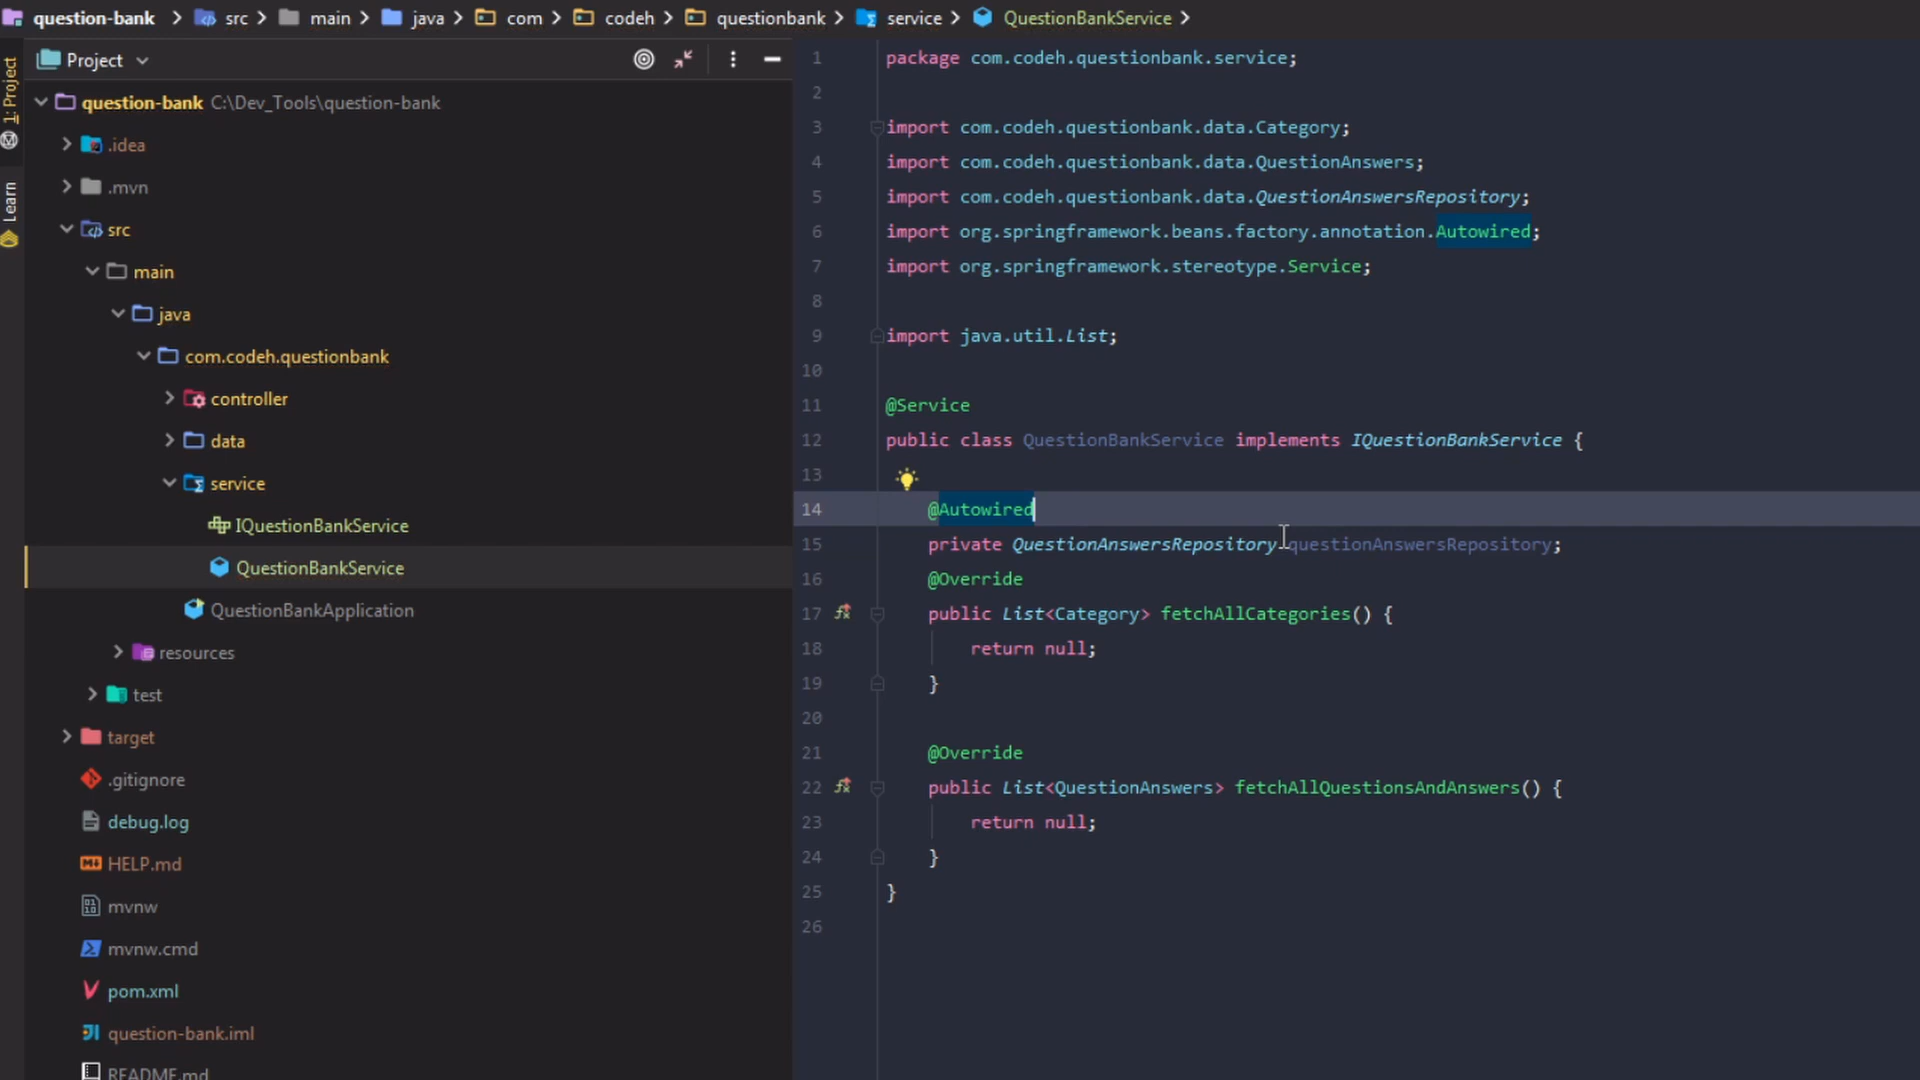 question-bank src main java com codeh questionbank service QuestionBankService
1: Project
Learn
Project
question-bank C:\Dev_Tools\question-bank
.idea
.mvn
src
main
java
com.codeh.questionbank
controller
data
service
IQuestionBankService
QuestionBankService
QuestionBankApplication
resources
test
target
.gitignore
debug.log
HELP.md
mvnw
mvnw.cmd
pom.xml
question-bank.iml
README.md
1 package com.codeh.questionbank.service;
2
3 import com.codeh.questionbank.data.Category;
4 import com.codeh.questionbank.data.QuestionAnswers;
5 import com.codeh.questionbank.data.QuestionAnswersRepository;
6 import org.springframework.beans.factory.annotation.Autowired;
7 import org.springframework.stereotype.Service;
8
9 import java.util.List;
10
11 @Service
12 public class QuestionBankService implements IQuestionBankService {
13
14 @Autowired
15 private QuestionAnswersRepository questionAnswersRepository;
16 @Override
17 public List<Category> fetchAllCategories() {
18 return null;
19 }
20
21 @Override
22 public List<QuestionAnswers> fetchAllQuestionsAndAnswers() {
23 return null;
24 }
25 }
26